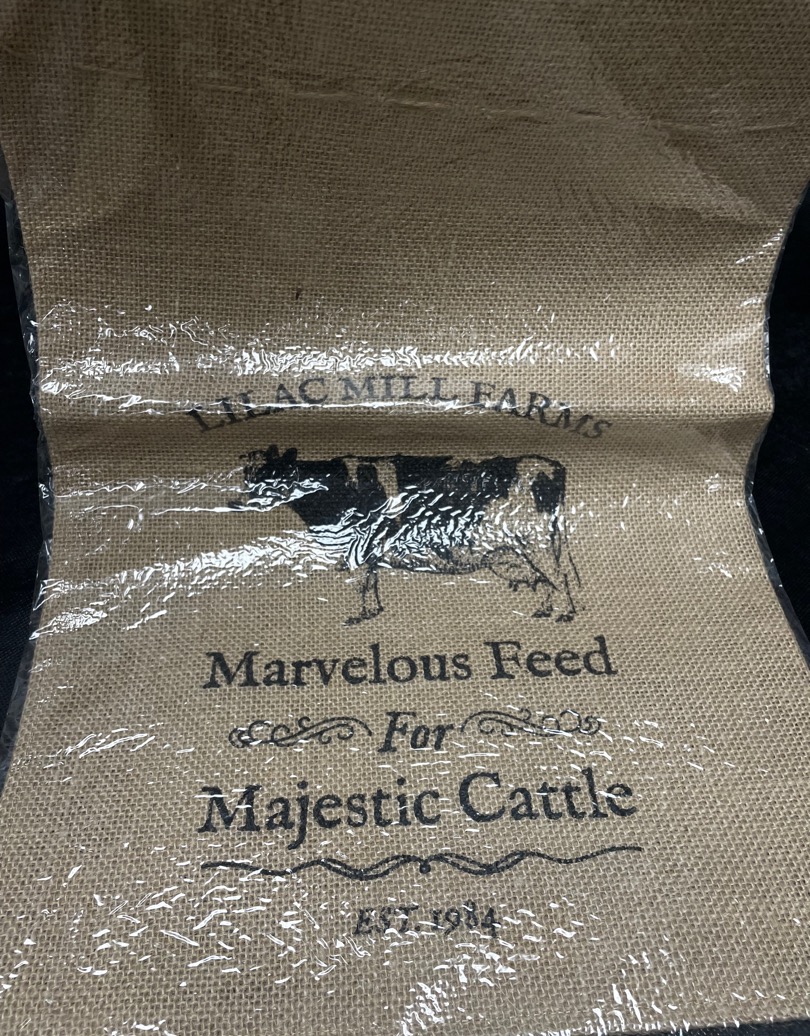 LILAC MILL FARMS
Marvelous Feed
For
Majestic Cattle
EST. 1984